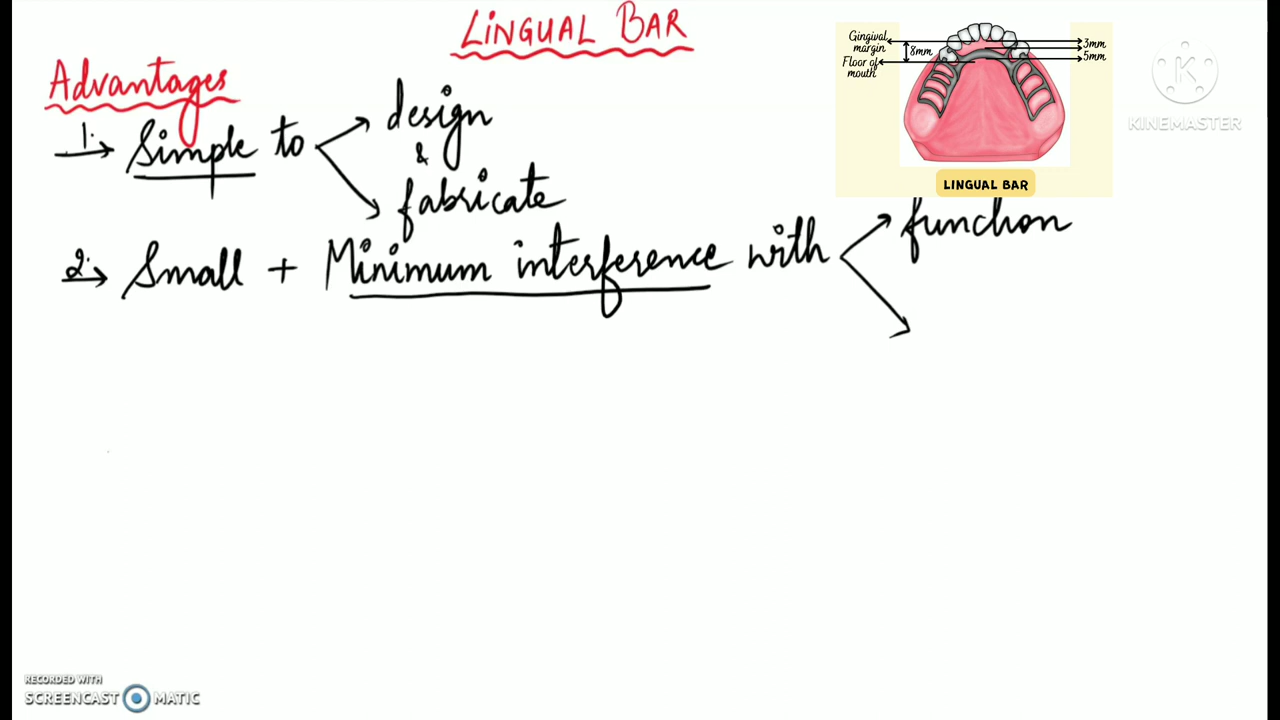 LINGUAL BAR
Advantages
1. Simple to design
&
fabricate
2. Small + Minimum interference with function
Gingival margin
8mm
3mm
5mm
Floor of mouth
LINGUAL BAR
K
KINEMASTER
RECORDED WITH
SCREENCAST MATIC